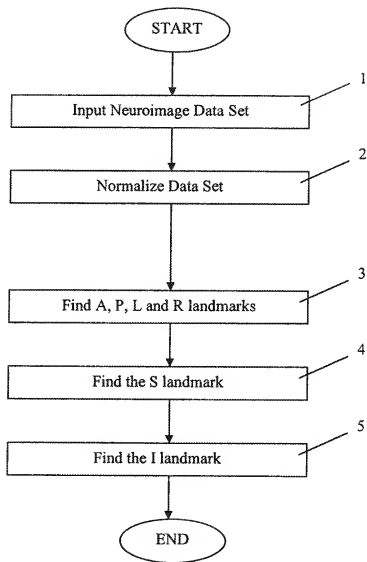 START
1
Input Neuroimage Data Set
2
Normalize Data Set
3
Find A, P, L and R landmarks
4
Find the S landmark
5
Find the I landmark
END